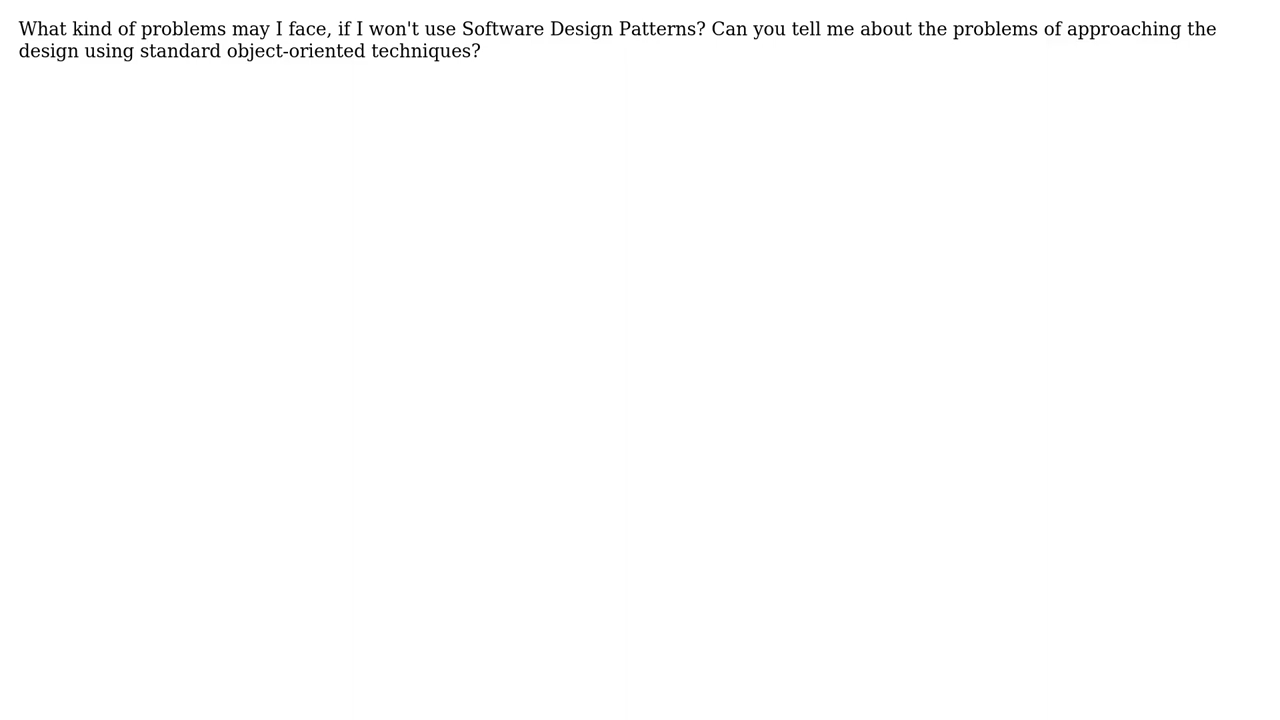 What kind of problems may I face, if I won't use Software Design Patterns? Can you tell me about the problems of approaching the
design using standard object-oriented techniques?